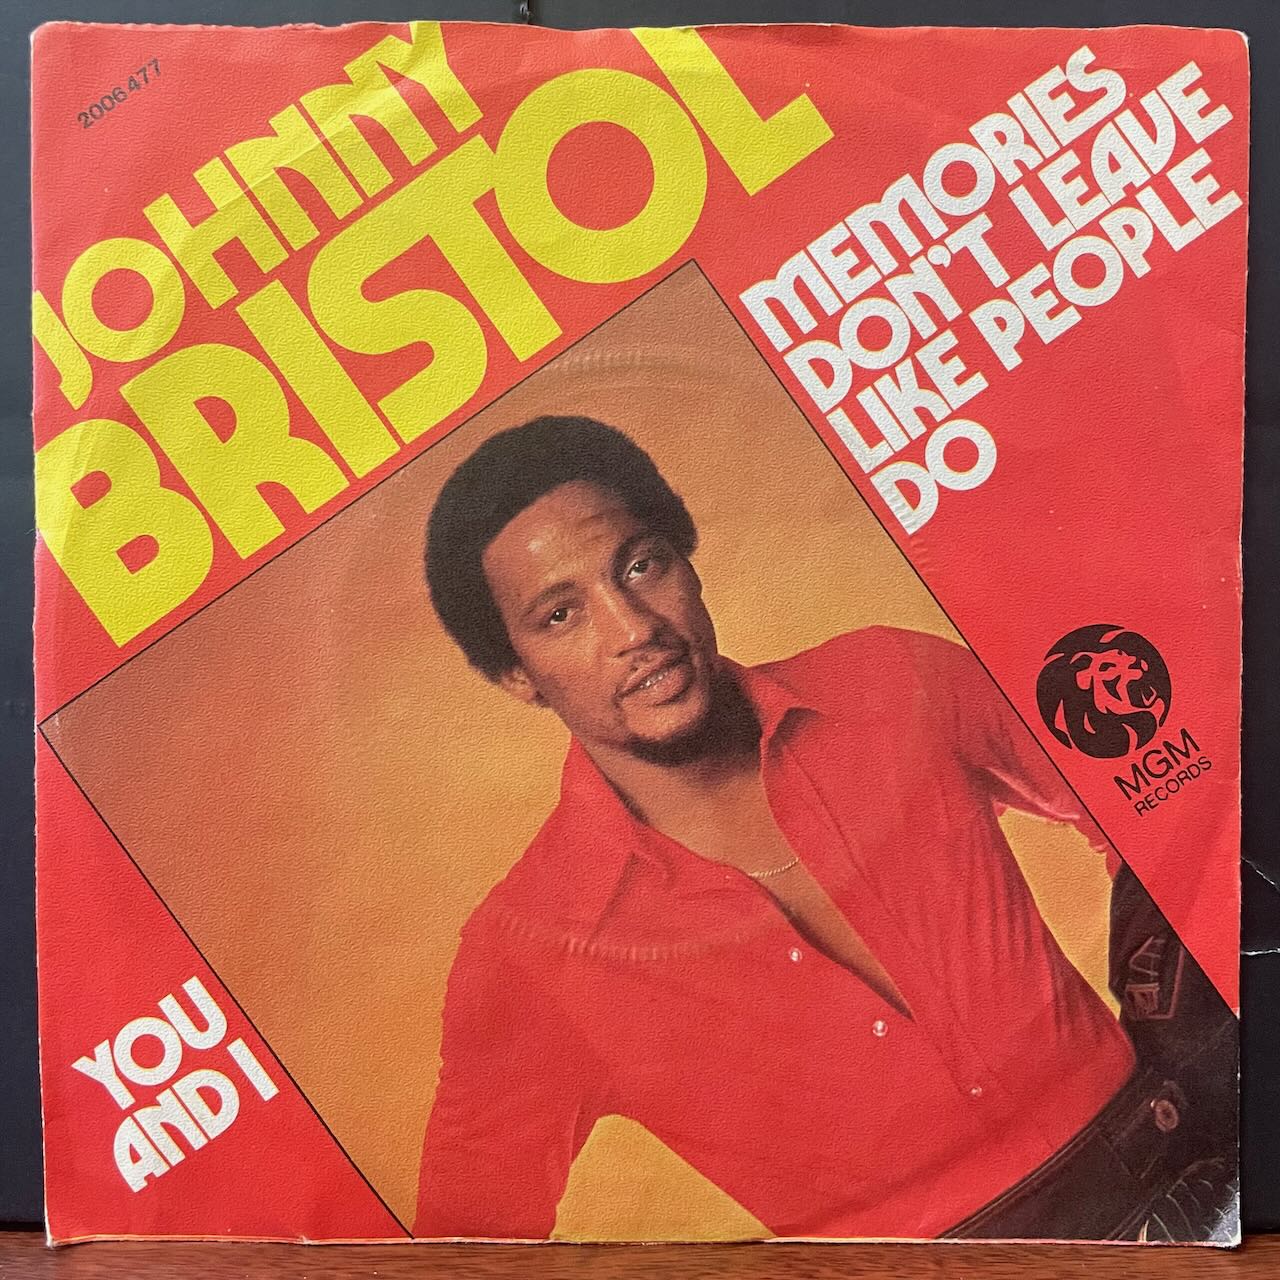 2006 477
JOHNNY
BRISTOL
MEMORIES
DON'T LEAVE
LIKE PEOPLE
DO
MGM
RECORDS
YOU
AND I